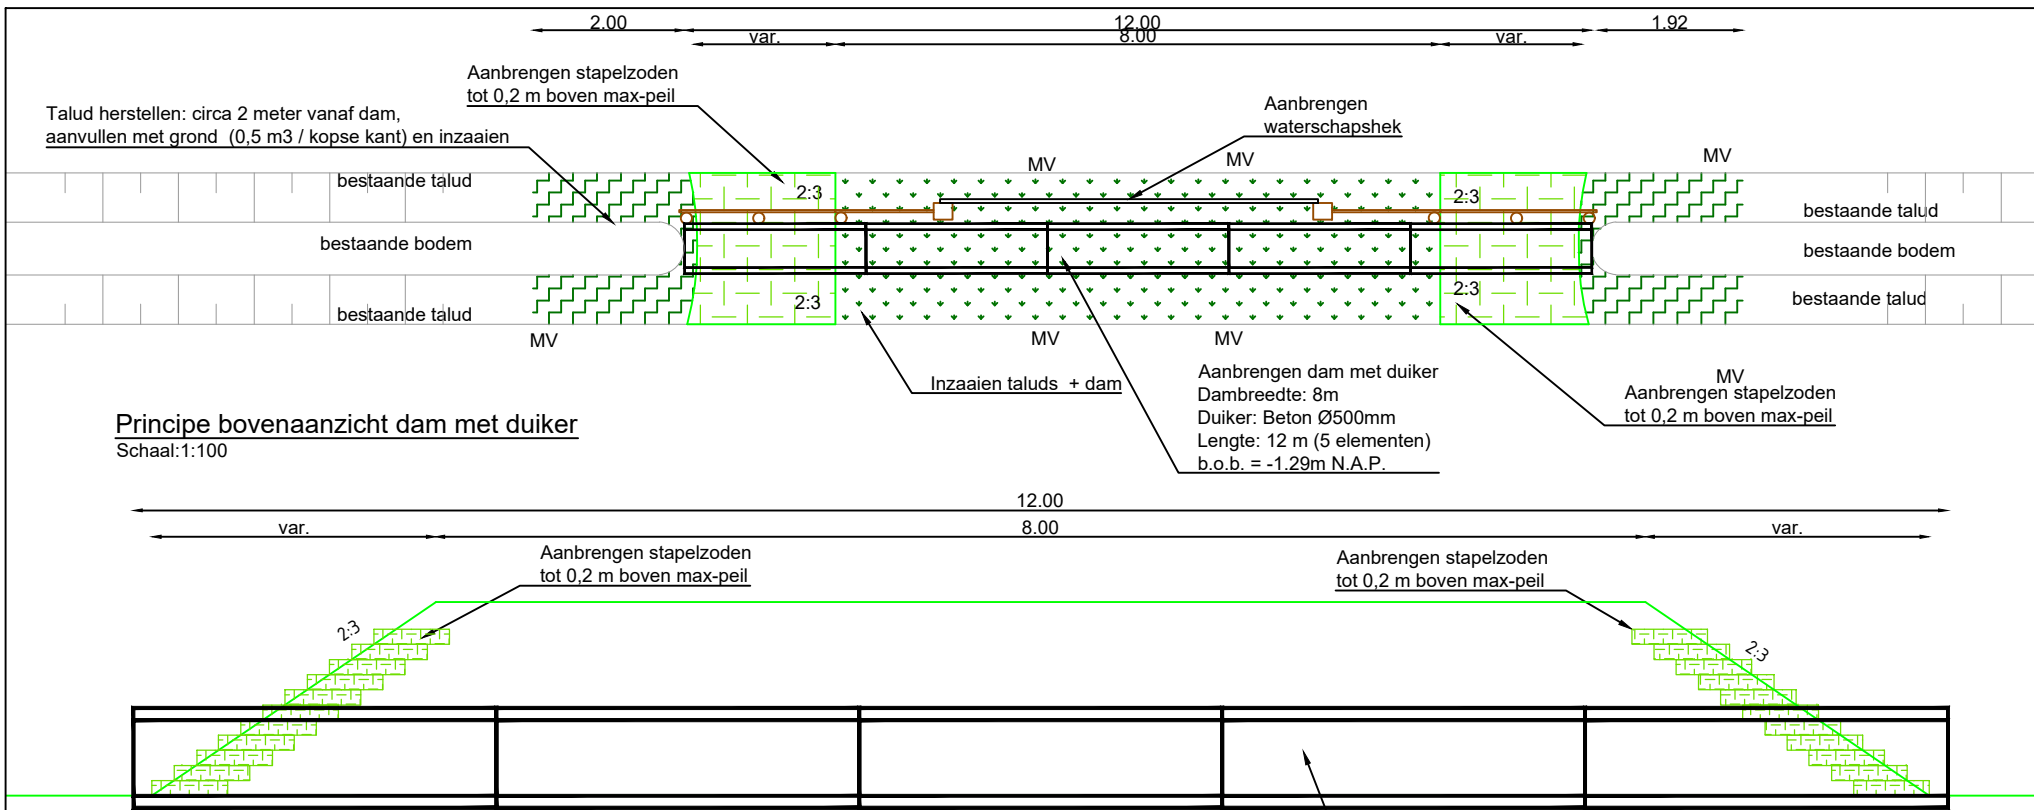 2.00
12.00
1.92
var.
8.00
var.
Aanbrengen stapelzoden
tot 0,2 m boven max-peil
Talud herstellen: circa 2 meter vanaf dam,
aanvullen met grond (0,5 m3 / kopse kant) en inzaaien
Aanbrengen
waterschapshek
MV
MV
MV
bestaande talud
2:3
2:3
bestaande talud
bestaande bodem
bestaande bodem
2:3
2:3
bestaande talud
bestaande talud
MV
MV
MV
MV
Inzaaien taluds + dam
Aanbrengen dam met duiker
Dambreedte: 8m
Duiker: Beton Ø500mm
Lengte: 12 m (5 elementen)
b.o.b. = -1.29m N.A.P.
Aanbrengen stapelzoden
tot 0,2 m boven max-peil
Principe bovenaanzicht dam met duiker
Schaal:1:100
12.00
var.
8.00
var.
Aanbrengen stapelzoden
tot 0,2 m boven max-peil
Aanbrengen stapelzoden
tot 0,2 m boven max-peil
2:3
2:3